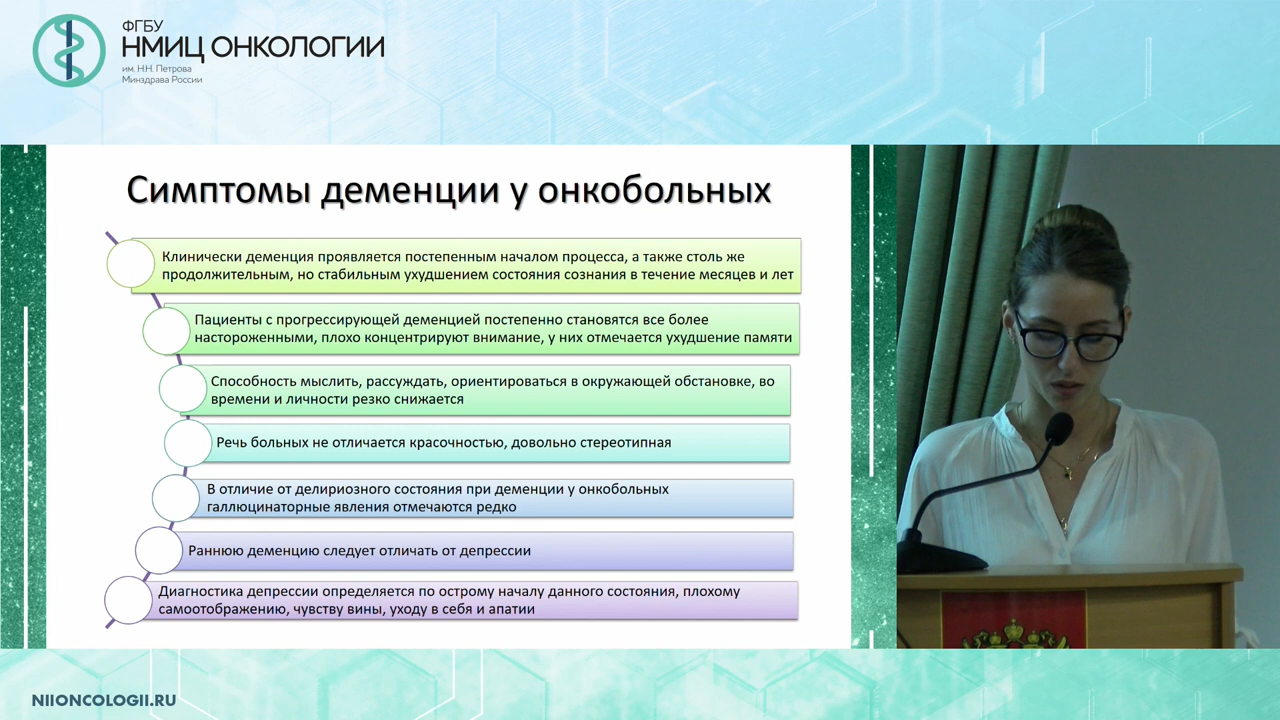 ФГБУ
НМИЦ ОНКОЛОГИИ
им. Н.Н. Петрова
Минздрава России
Симптомы деменции у онкобольных
Клинически деменция проявляется постепенным началом процесса, а также столь же
продолжительным, но стабильным ухудшением состояния сознания в течение месяцев и лет
Пациенты с прогрессирующей деменцией постепенно становятся все более
настороженными, плохо концентрируют внимание, у них отмечается ухудшение памяти
Способность мыслить, рассуждать, ориентироваться в окружающей обстановке, во
времени и личности резко снижается
Речь больных не отличается красочностью, довольно стереотипная
В отличие от делириозного состояния при деменции у онкобольных
галлюцинаторные явления отмечаются редко
Раннюю деменцию следует отличать от депрессии
Диагностика депрессии определяется по острому началу данного состояния, плохому
самоотображению, чувству вины, уходу в себя и апатии
NIIONCOLOGII.RU